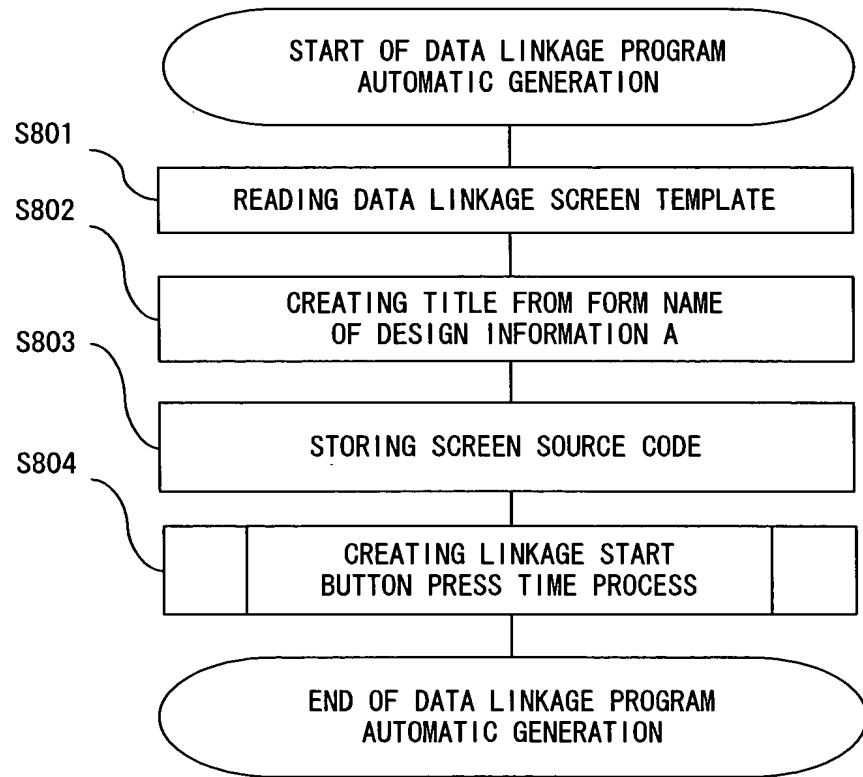 START OF DATA LINKAGE PROGRAM
AUTOMATIC GENERATION
S801
READING DATA LINKAGE SCREEN TEMPLATE
S802
CREATING TITLE FROM FORM NAME
OF DESIGN INFORMATION A
S803
STORING SCREEN SOURCE CODE
S804
CREATING LINKAGE START
BUTTON PRESS TIME PROCESS
END OF DATA LINKAGE PROGRAM
AUTOMATIC GENERATION